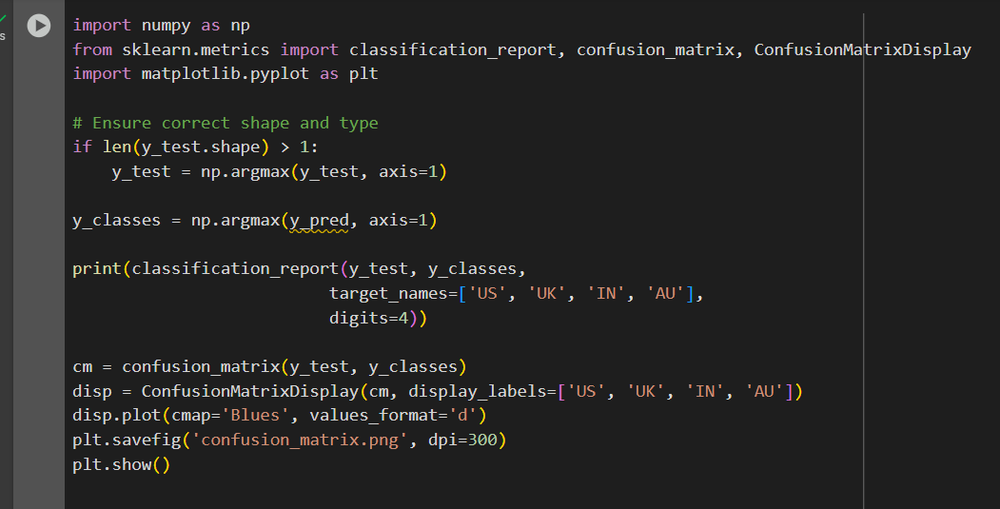 s
import numpy as np
from sklearn.metrics import classification_report, confusion_matrix, ConfusionMatrixDisplay
import matplotlib.pyplot as plt
# Ensure correct shape and type
if len(y_test.shape) > 1:
    y_test = np.argmax(y_test, axis=1)
y_classes = np.argmax(y_pred, axis=1)
print(classification_report(y_test, y_classes,
                          target_names=['US', 'UK', 'IN', 'AU'],
                          digits=4))
cm = confusion_matrix(y_test, y_classes)
disp = ConfusionMatrixDisplay(cm, display_labels=['US', 'UK', 'IN', 'AU'])
disp.plot(cmap='Blues', values_format='d')
plt.savefig('confusion_matrix.png', dpi=300)
plt.show()